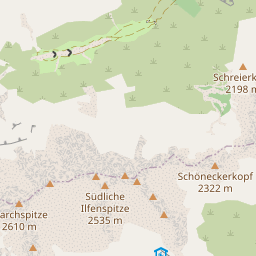 Schreierk
2198 m
Schöneckerkopf
2322 m
Südliche
Ilfenspitze
2535 m
archspitze
2610 m